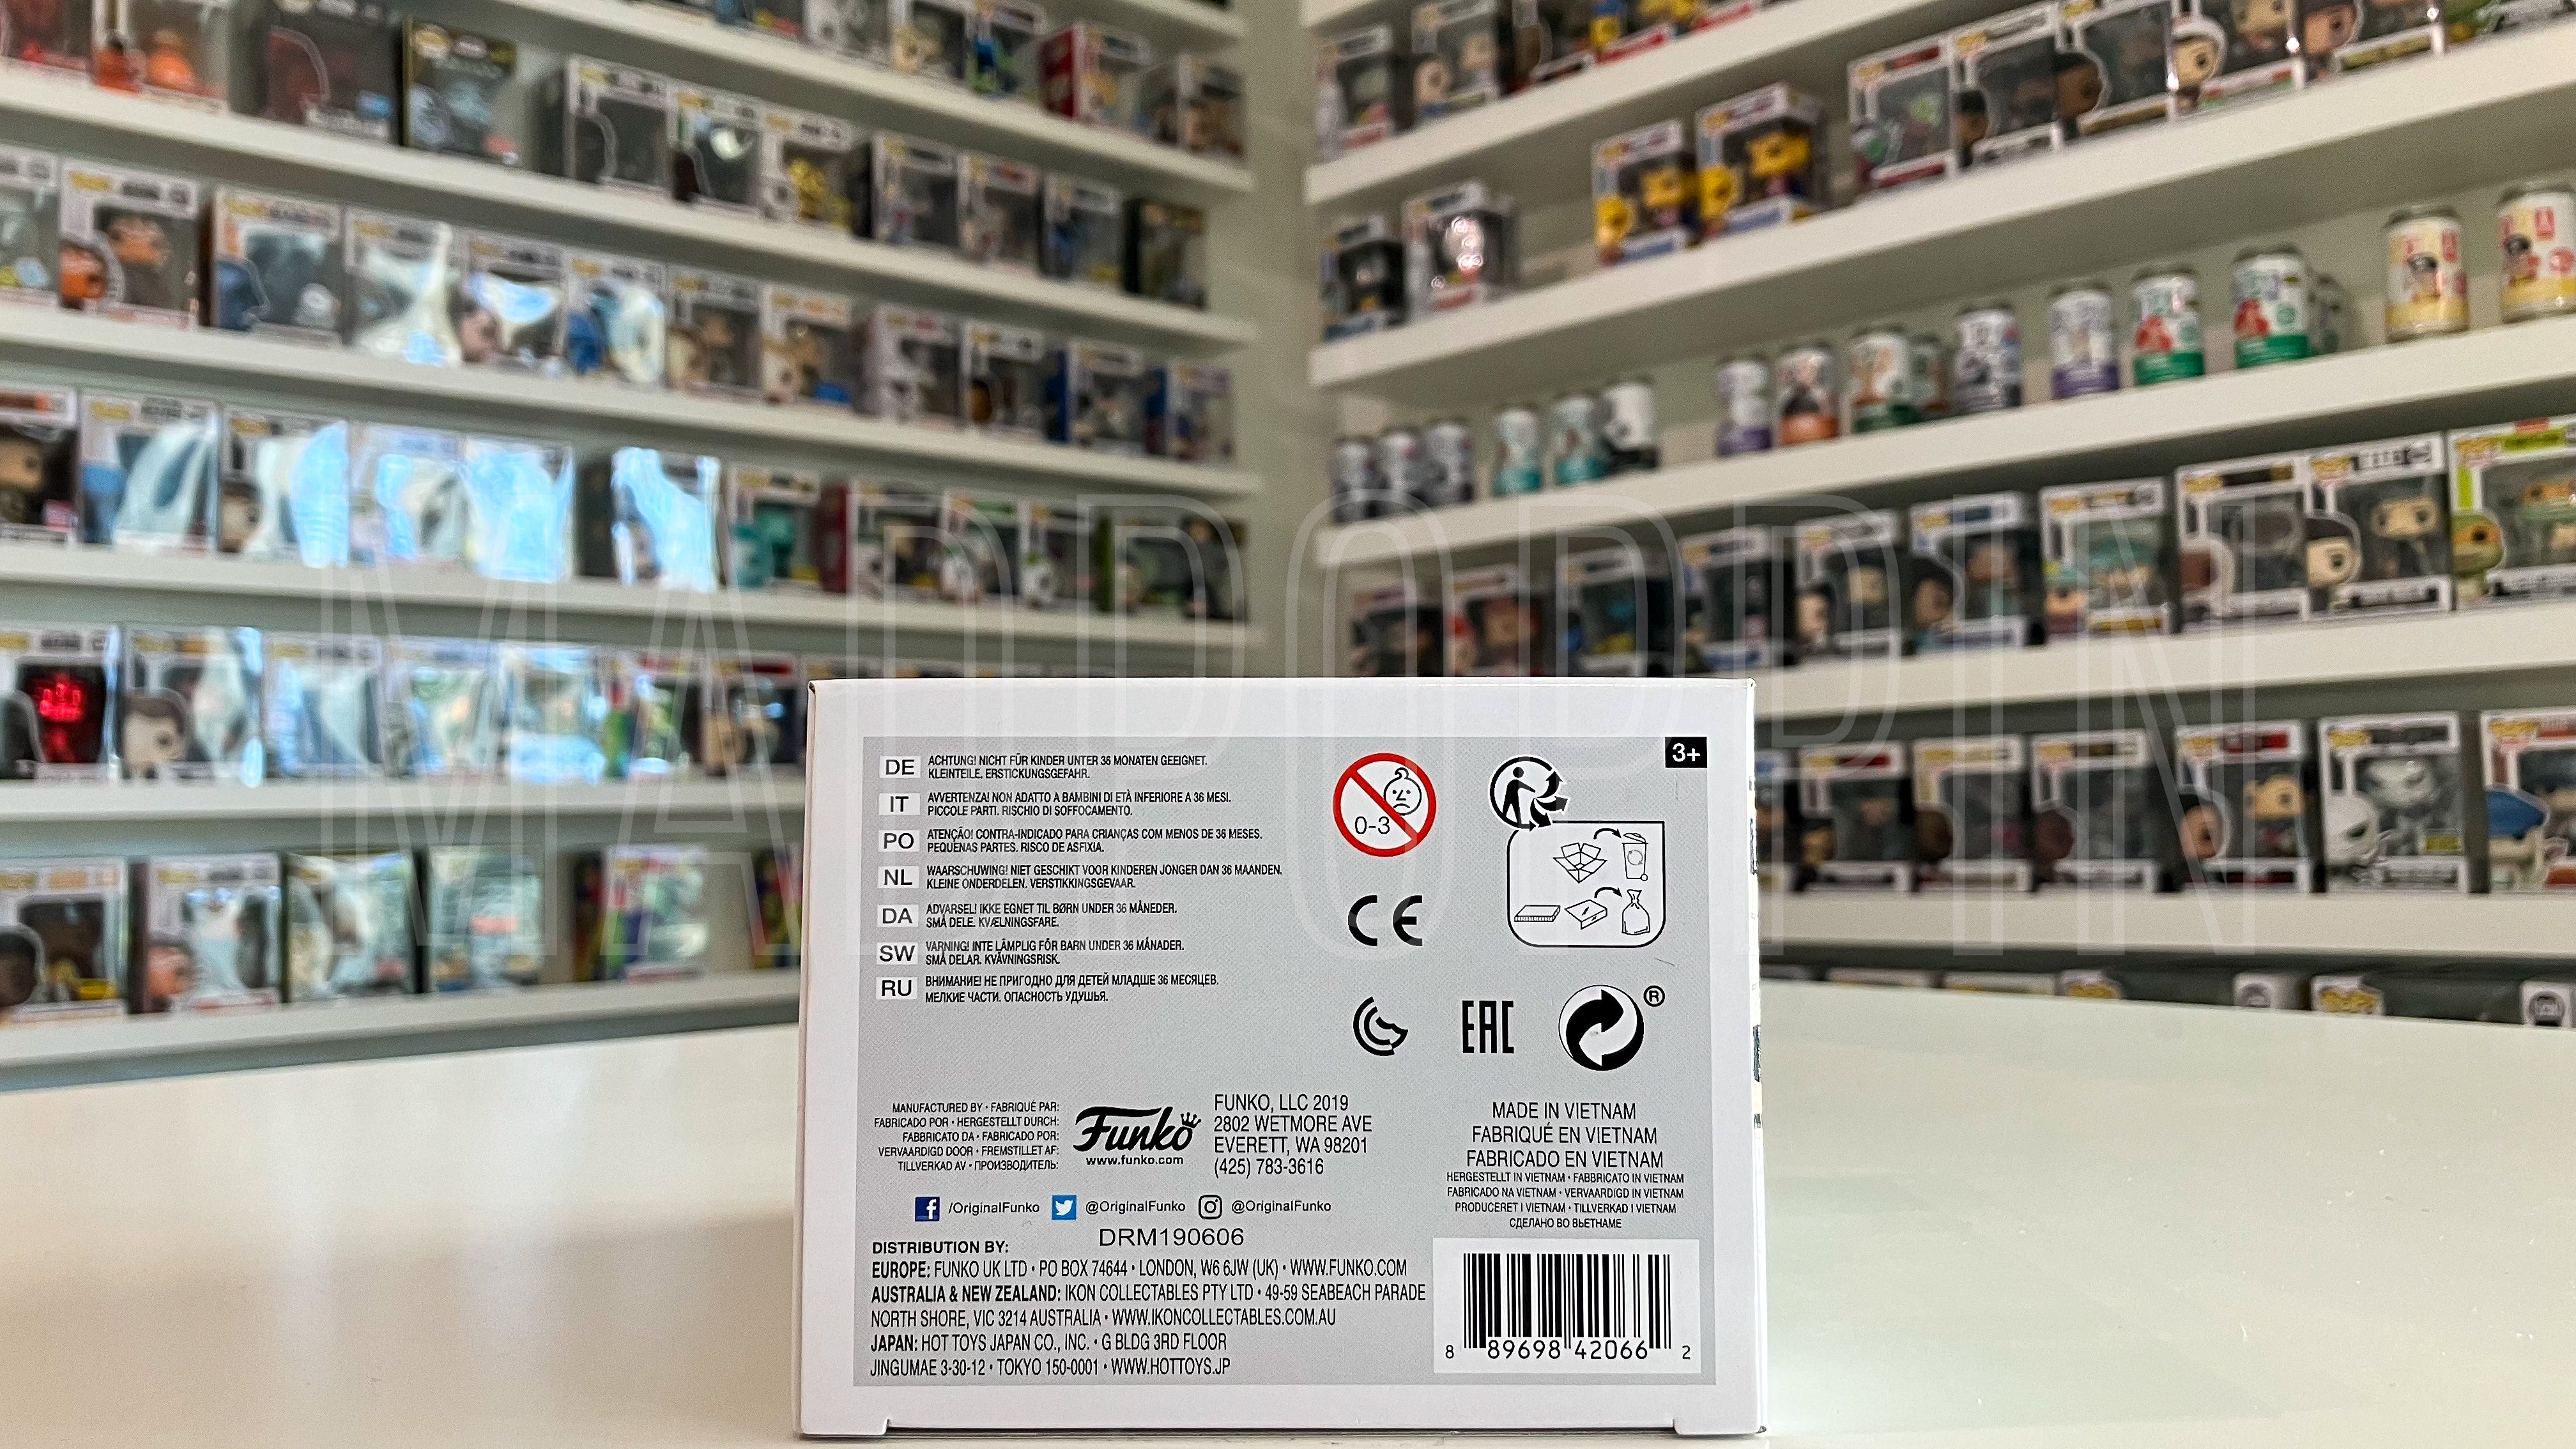 MADPOPPIN
3+
DE ACHTUNG! NICHT FÜR KINDER UNTER 36 MONATEN GEEIGNET.
KLEINTEILE. ERSTICKUNGSGEFAHR.
IT AVVERTENZA! NON ADATTO A BAMBINI DI ETÀ INFERIORE A 36 MESI.
PICCOLE PARTI. RISCHIO DI SOFFOCAMENTO.
PO ATENÇÃO! CONTRA-INDICADO PARA CRIANÇAS COM MENOS DE 36 MESES.
PEQUENAS PARTES. RISCO DE ASFIXIA.
NL WAARSCHUWING! NIET GESCHIKT VOOR KINDEREN JONGER DAN 36 MAANDEN.
KLEINE ONDERDELEN. VERSTIKKINGSGEVAAR.
DA ADVARSEL! IKKE EGNET TIL BØRN UNDER 36 MÅNEDER.
SMÅ DELE. KVÆLNINGSFARE.
SW VARNING! INTE LÄMPLIG FÖR BARN UNDER 36 MÅNADER.
SMÅ DELAR. KVÄVNINGSRISK.
RU ВНИМАНИЕ! НЕ ПРИГОДНО ДЛЯ ДЕТЕЙ МЛАДШЕ 36 МЕСЯЦЕВ.
МЕЛКИЕ ЧАСТИ. ОПАСНОСТЬ УДУШЬЯ.
0-3
CE
EAC
®
MANUFACTURED BY • FABRIQUÉ PAR:
FABRICADO POR • HERGESTELLT DURCH:
FABBRICATO DA • FABRICADO POR:
VERVAARDIGD DOOR • FREMSTILLET AF:
TILLVERKAD AV • ПРОИЗВОДИТЕЛЬ:
Funko
www.funko.com
FUNKO, LLC 2019
2802 WETMORE AVE
EVERETT, WA 98201
(425) 783-3616
MADE IN VIETNAM
FABRIQUÉ EN VIETNAM
FABRICADO EN VIETNAM
HERGESTELLT IN VIETNAM • FABBRICATO IN VIETNAM
FABRICADO NA VIETNAM • VERVAARDIGD IN VIETNAM
PRODUCERET I VIETNAM • TILLVERKAD I VIETNAM
СДЕЛАНО ВО ВЬЕТНАМЕ
/OriginalFunko @OriginalFunko @OriginalFunko
DRM190606
DISTRIBUTION BY:
EUROPE: FUNKO UK LTD • PO BOX 74644 • LONDON, W6 6JW (UK) • WWW.FUNKO.COM
AUSTRALIA & NEW ZEALAND: IKON COLLECTABLES PTY LTD • 49-59 SEABEACH PARADE
NORTH SHORE, VIC 3214 AUSTRALIA • WWW.IKONCOLLECTABLES.COM.AU
JAPAN: HOT TOYS JAPAN CO., INC. • G BLDG 3RD FLOOR
JINGUMAE 3-30-12 • TOKYO 150-0001 • WWW.HOTTOYS.JP
8 89698 42066 2